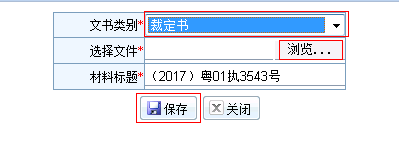 文书类别* 裁定书
选择文件* 浏览...
材料标题* （2017）粤01执3543号
保存 关闭